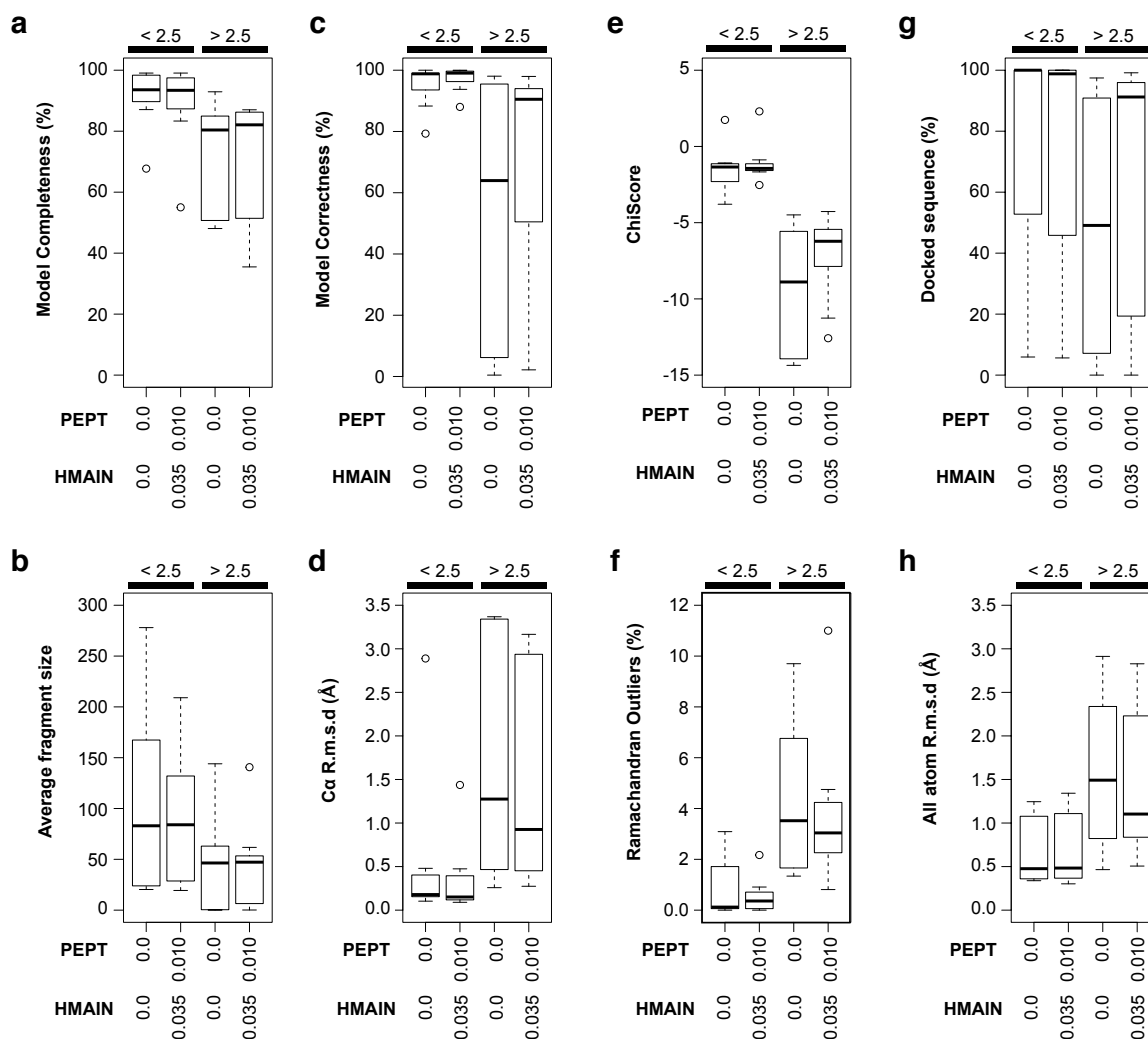 a
< 2.5 > 2.5
Model Completeness (%)
100
80
60
40
20
0
PEPT 0.0 0.010 0.0 0.010
HMAIN 0.0 0.035 0.0 0.035
c
< 2.5 > 2.5
Model Correctness (%)
100
80
60
40
20
0
PEPT 0.0 0.010 0.0 0.010
HMAIN 0.0 0.035 0.0 0.035
e
< 2.5 > 2.5
ChiScore
5
0
-5
-10
-15
PEPT 0.0 0.010 0.0 0.010
HMAIN 0.0 0.035 0.0 0.035
g
< 2.5 > 2.5
Docked sequence (%)
100
80
60
40
20
0
PEPT 0.0 0.010 0.0 0.010
HMAIN 0.0 0.035 0.0 0.035
b
< 2.5 > 2.5
Average fragment size
300
250
200
150
100
50
0
PEPT 0.0 0.010 0.0 0.010
HMAIN 0.0 0.035 0.0 0.035
d
< 2.5 > 2.5
Cα R.m.s.d (Å)
3.5
3.0
2.5
2.0
1.5
1.0
0.5
0.0
PEPT 0.0 0.010 0.0 0.010
HMAIN 0.0 0.035 0.0 0.035
f
< 2.5 > 2.5
Ramachandran Outliers (%)
12
10
8
6
4
2
0.0
PEPT 0.0 0.010 0.0 0.010
HMAIN 0.0 0.035 0.0 0.035
h
< 2.5 > 2.5
All atom R.m.s.d (Å)
3.5
3.0
2.5
2.0
1.5
1.0
0.5
0.0
PEPT 0.0 0.010 0.0 0.010
HMAIN 0.0 0.035 0.0 0.035